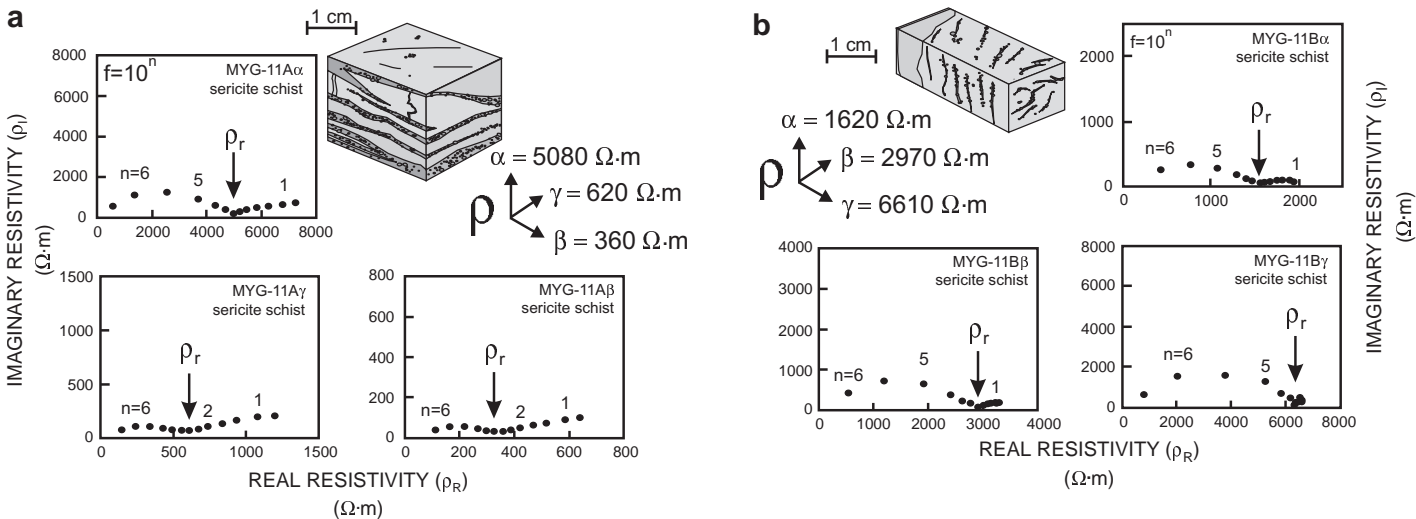 a
1 cm
8000
6000
4000
2000
0
f=10ⁿ
MYG-11Aα
sericite schist
n=6
5
ρr
1
0 2000 4000 6000 8000
ρ
α = 5080 Ω·m
γ = 620 Ω·m
β = 360 Ω·m
IMAGINARY RESISTIVITY (ρI)
(Ω·m)
1500
1000
500
0
MYG-11Aγ
sericite schist
ρr
n=6
2
1
0 500 1000 1500
800
600
400
200
0
MYG-11Aβ
sericite schist
ρr
n=6
2
1
0 200 400 600 800
REAL RESISTIVITY (ρR)
(Ω·m)
b
1 cm
ρ
α = 1620 Ω·m
β = 2970 Ω·m
γ = 6610 Ω·m
2000
1000
0
f=10ⁿ
MYG-11Bα
sericite schist
ρr
n=6
5
1
0 1000 2000
4000
3000
2000
1000
0
MYG-11Bβ
sericite schist
ρr
n=6
5
1
0 1000 2000 3000 4000
8000
6000
4000
2000
0
MYG-11Bγ
sericite schist
ρr
n=6
5
0 2000 4000 6000 8000
IMAGINARY RESISTIVITY (ρI)
(Ω·m)
REAL RESISTIVITY (ρR)
(Ω·m)